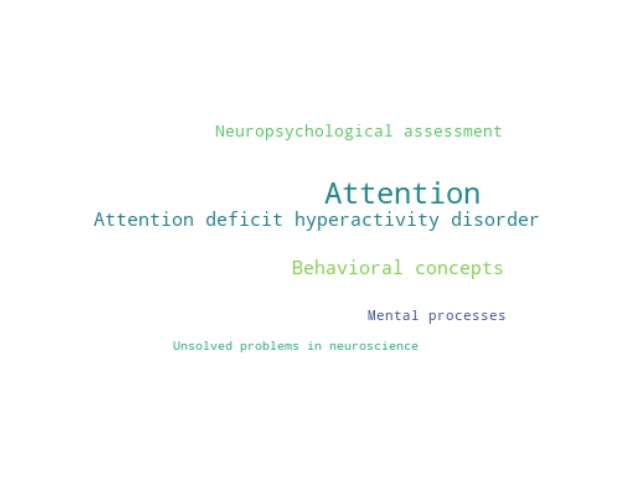 Neuropsychological assessment
Attention
Attention deficit hyperactivity disorder
Behavioral concepts
Mental processes
Unsolved problems in neuroscience